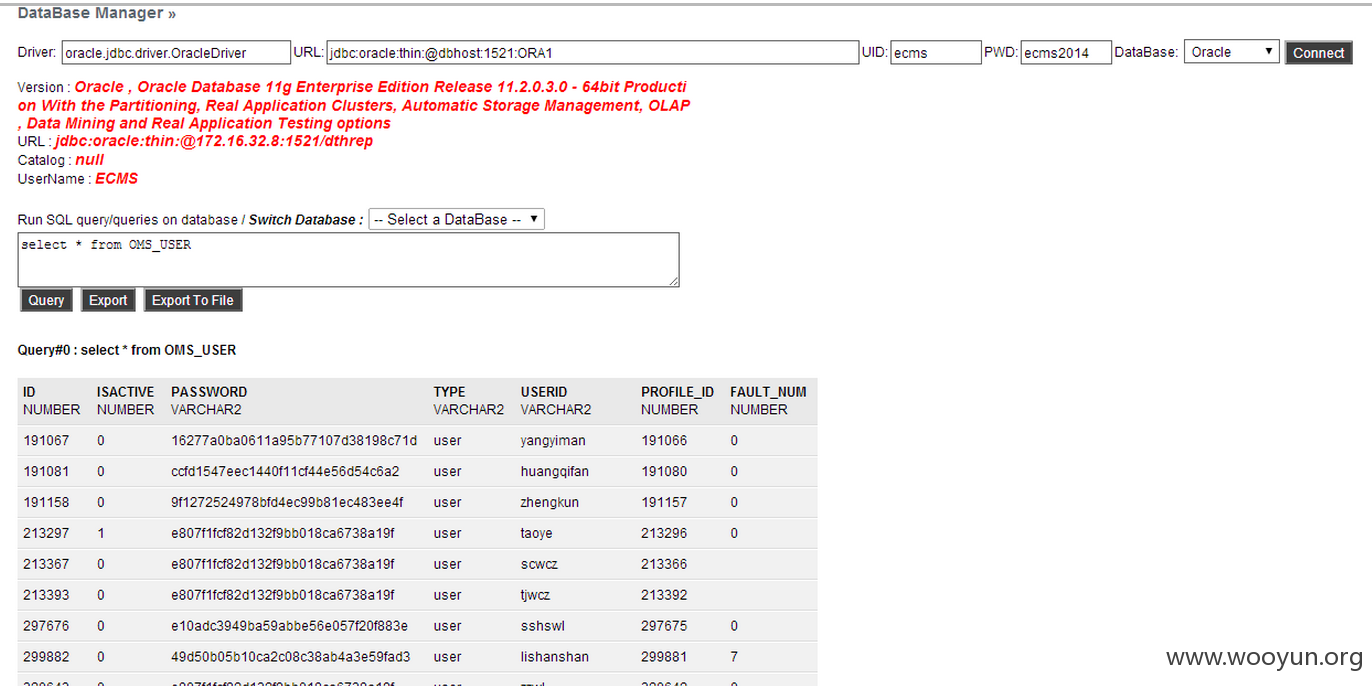 DataBase Manager »
Driver: oracle.jdbc.driver.OracleDriver URL: jdbc:oracle:thin:@dbhost:1521:ORA1 UID: ecms PWD: ecms2014 DataBase: Oracle Connect
Version : Oracle , Oracle Database 11g Enterprise Edition Release 11.2.0.3.0 - 64bit Producti
on With the Partitioning, Real Application Clusters, Automatic Storage Management, OLAP
, Data Mining and Real Application Testing options
URL : jdbc:oracle:thin:@172.16.32.8:1521/dthrep
Catalog : null
UserName : ECMS
Run SQL query/queries on database / Switch Database : -- Select a DataBase --
select * from OMS_USER
Query Export Export To File
Query#0 : select * from OMS_USER
ID ISACTIVE PASSWORD TYPE USERID PROFILE_ID FAULT_NUM
NUMBER NUMBER VARCHAR2 VARCHAR2 VARCHAR2 NUMBER NUMBER
191067 0 16277a0ba0611a95b77107d38198c71d user yangyiman 191066 0
191081 0 ccfd1547eec1440f11cf44e56d54c6a2 user huangqifan 191080 0
191158 0 9f1272524978bfd4ec99b81ec483ee4f user zhengkun 191157 0
213297 1 e807f1fcf82d132f9bb018ca6738a19f user taoye 213296 0
213367 0 e807f1fcf82d132f9bb018ca6738a19f user scwcz 213366
213393 0 e807f1fcf82d132f9bb018ca6738a19f user tjwcz 213392
297676 0 e10adc3949ba59abbe56e057f20f883e user sshswl 297675 0
299882 0 49d50b05b10ca2c08c38ab4a3e59fad3 user lishanshan 299881 7
www.wooyun.org